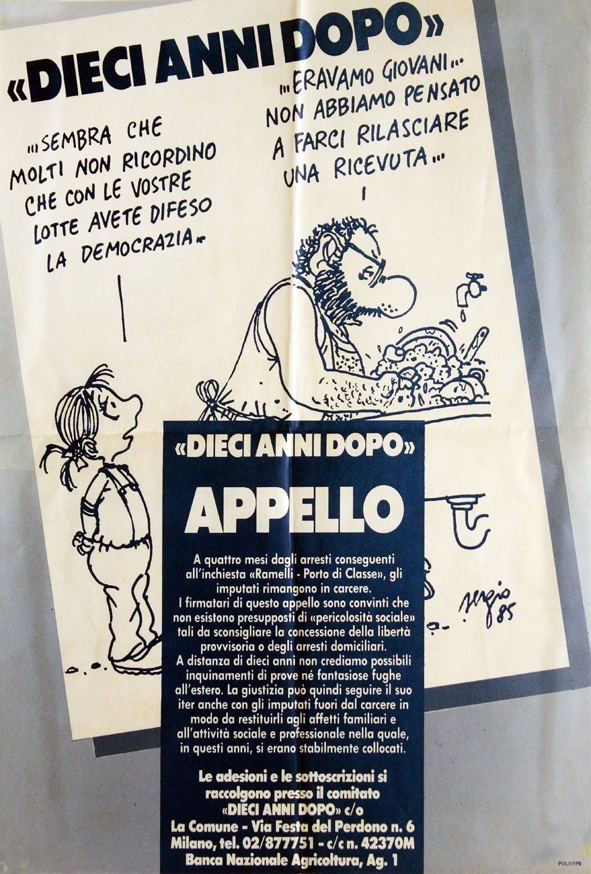 «DIECI ANNI DOPO»
...SEMBRA CHE
MOLTI NON RICORDINO
CHE CON LE VOSTRE
LOTTE AVETE DIFESO
LA DEMOCRAZIA...
...ERAVAMO GIOVANI...
NON ABBIAMO PENSATO
A FARCI RILASCIARE
UNA RICEVUTA...
«DIECI ANNI DOPO»
APPELLO
A quattro mesi dagli arresti conseguenti
all'inchiesta «Ramelli - Porto di Classe», gli
imputati rimangono in carcere.
I firmatari di questo appello sono convinti che
non esistono presupposti di «pericolosità sociale»
tali da sconsigliare la concessione della libertà
provvisoria o degli arresti domiciliari.
A distanza di dieci anni non crediamo possibili
inquinamenti di prove né fantasiose fughe
all'estero. La giustizia può quindi seguire il suo
iter anche con gli imputati fuori dal carcere in
modo da restituirli agli affetti familiari e
all'attività sociale e professionale nella quale,
in questi anni, si erano stabilmente collocati.
Le adesioni e le sottoscrizioni si
raccolgono presso il comitato
«DIECI ANNI DOPO» c/o
La Comune - Via Festa del Perdono n. 6
Milano, tel. 02/877751 - c/c n. 42370M
Banca Nazionale Agricoltura, Ag. 1
sergio
85
POLITYPE